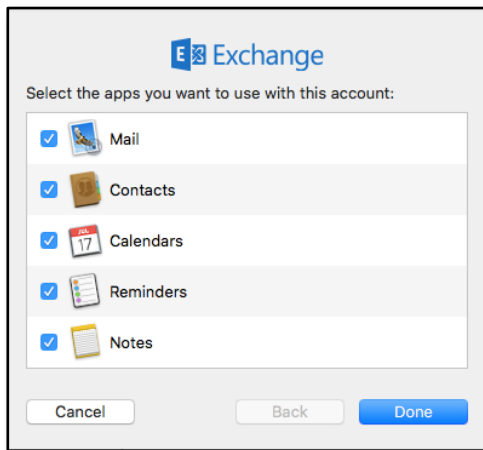 Exchange
Select the apps you want to use with this account:
Mail
Contacts
JUL
17
Calendars
Reminders
Notes
Cancel
Back
Done